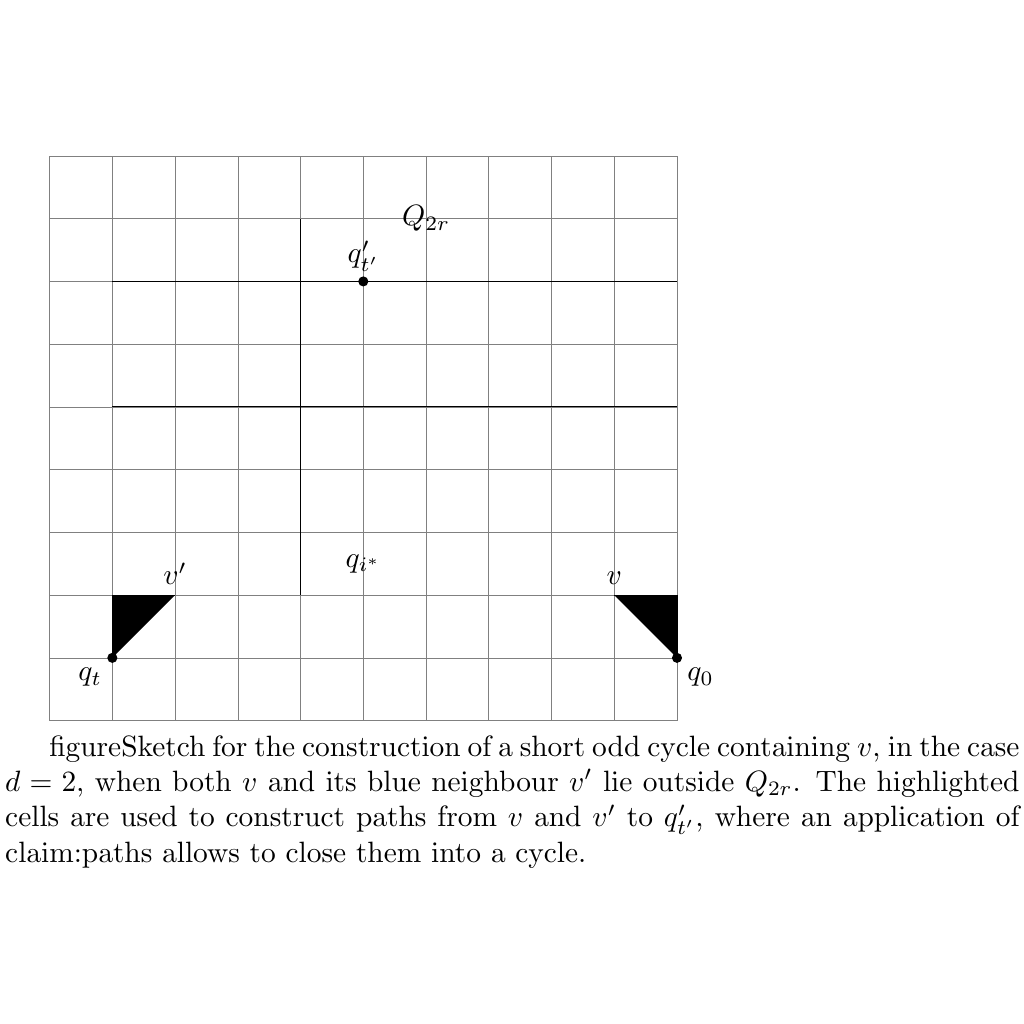 Q_{2r}
q'_{t'}
q_{i*}
v'
v
q_t
q_0
figureSketch for the construction of a short odd cycle containing v, in the case
d = 2, when both v and its blue neighbour v' lie outside Q_{2r}. The highlighted
cells are used to construct paths from v and v' to q'_{t'}, where an application of
claim:paths allows to close them into a cycle.